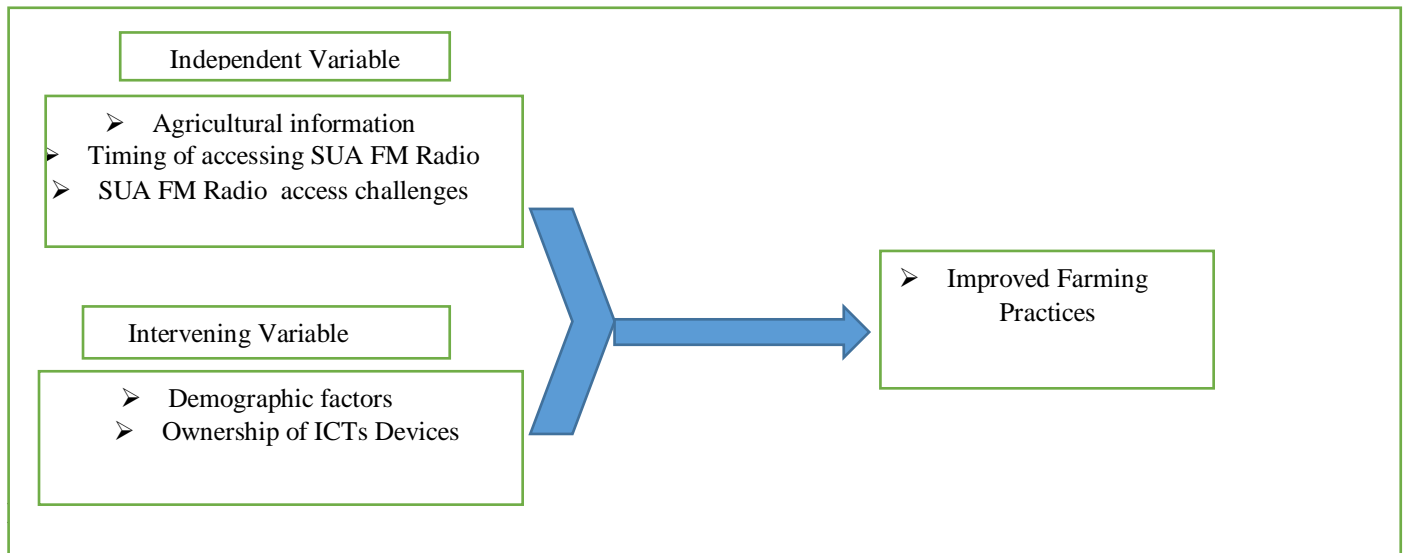 Independent Variable
➢ Agricultural information
➢ Timing of accessing SUA FM Radio
➢ SUA FM Radio access challenges
Intervening Variable
➢ Demographic factors
➢ Ownership of ICTs Devices
➢ Improved Farming
Practices